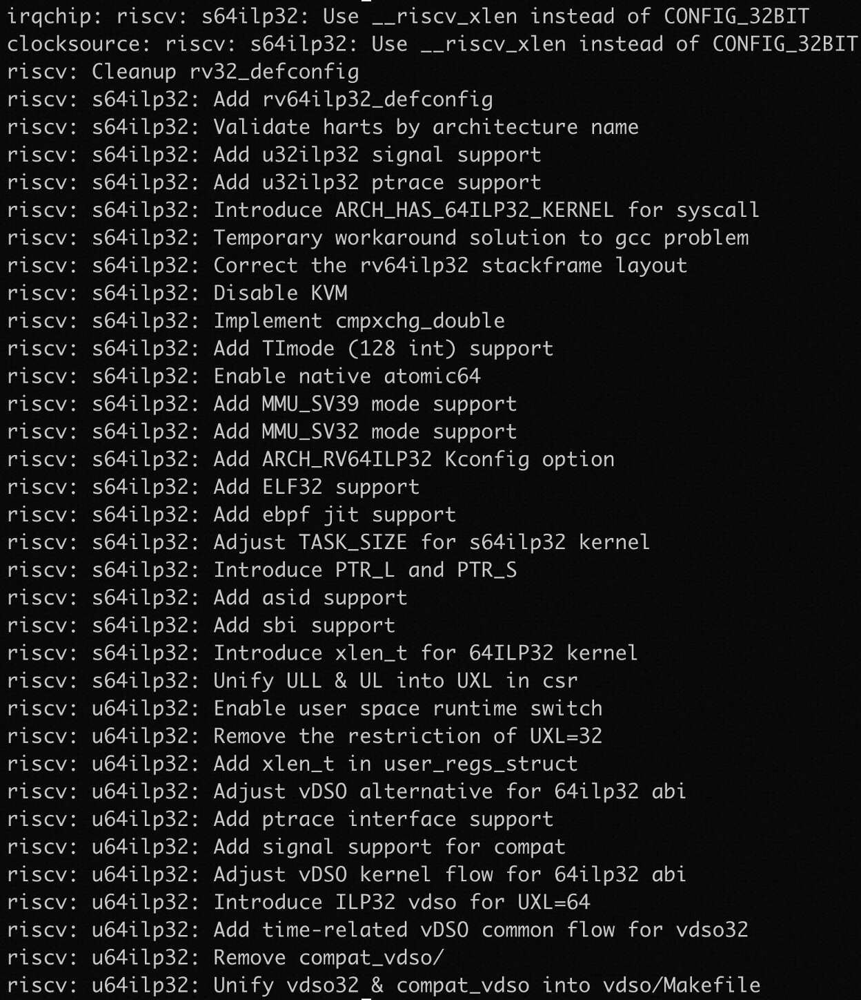 irqchip: riscv: s64ilp32: Use __riscv_xlen instead of CONFIG_32BIT
clocksource: riscv: s64ilp32: Use __riscv_xlen instead of CONFIG_32BIT
riscv: Cleanup rv32_defconfig
riscv: s64ilp32: Add rv64ilp32_defconfig
riscv: s64ilp32: Validate harts by architecture name
riscv: s64ilp32: Add u32ilp32 signal support
riscv: s64ilp32: Add u32ilp32 ptrace support
riscv: s64ilp32: Introduce ARCH_HAS_64ILP32_KERNEL for syscall
riscv: s64ilp32: Temporary workaround solution to gcc problem
riscv: s64ilp32: Correct the rv64ilp32 stackframe layout
riscv: s64ilp32: Disable KVM
riscv: s64ilp32: Implement cmpxchg_double
riscv: s64ilp32: Add TImode (128 int) support
riscv: s64ilp32: Enable native atomic64
riscv: s64ilp32: Add MMU_SV39 mode support
riscv: s64ilp32: Add MMU_SV32 mode support
riscv: s64ilp32: Add ARCH_RV64ILP32 Kconfig option
riscv: s64ilp32: Add ELF32 support
riscv: s64ilp32: Add ebpf jit support
riscv: s64ilp32: Adjust TASK_SIZE for s64ilp32 kernel
riscv: s64ilp32: Introduce PTR_L and PTR_S
riscv: s64ilp32: Add asid support
riscv: s64ilp32: Add sbi support
riscv: s64ilp32: Introduce xlen_t for 64ILP32 kernel
riscv: s64ilp32: Unify ULL & UL into UXL in csr
riscv: u64ilp32: Enable user space runtime switch
riscv: u64ilp32: Remove the restriction of UXL=32
riscv: u64ilp32: Add xlen_t in user_regs_struct
riscv: u64ilp32: Adjust vDSO alternative for 64ilp32 abi
riscv: u64ilp32: Add ptrace interface support
riscv: u64ilp32: Add signal support for compat
riscv: u64ilp32: Adjust vDSO kernel flow for 64ilp32 abi
riscv: u64ilp32: Introduce ILP32 vdso for UXL=64
riscv: u64ilp32: Add time-related vDSO common flow for vdso32
riscv: u64ilp32: Remove compat_vdso/
riscv: u64ilp32: Unify vdso32 & compat_vdso into vdso/Makefile